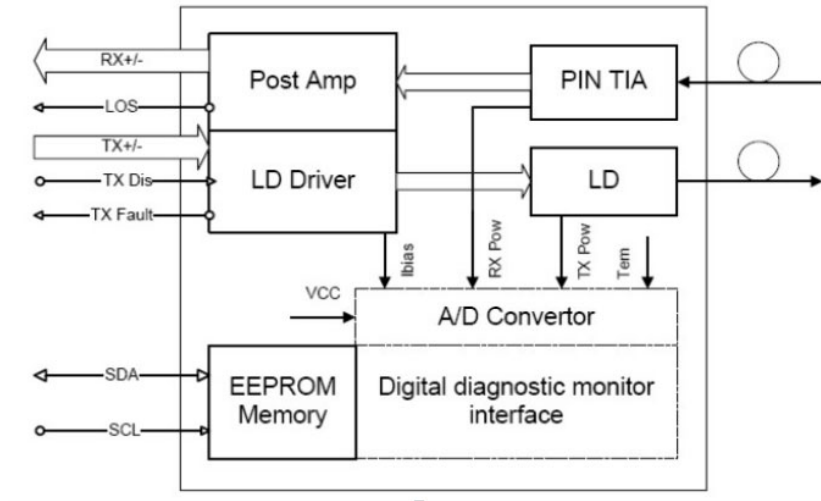 RX+/-
Post Amp
PIN TIA
LOS
TX+/-
TX Dis
LD Driver
LD
TX Fault
Ibias
RX Pow
TX Pow
Tem
VCC
A/D Convertor
SDA
EEPROM
Memory
Digital diagnostic monitor
interface
SCL